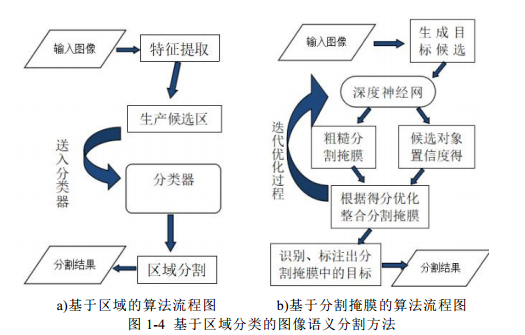 输入图像
特征提取
生产候选区
送入分类器
分类器
区域分割
分割结果
a)基于区域的算法流程图
输入图像
生成目
标候选
深度神经网
迭代优化过程
粗糙分
割掩膜
候选对象
置信度得
根据得分优化
整合分割掩膜
识别、标注出分
割掩膜中的目标
分割结果
b)基于分割掩膜的算法流程图
图 1-4 基于区域分类的图像语义分割方法